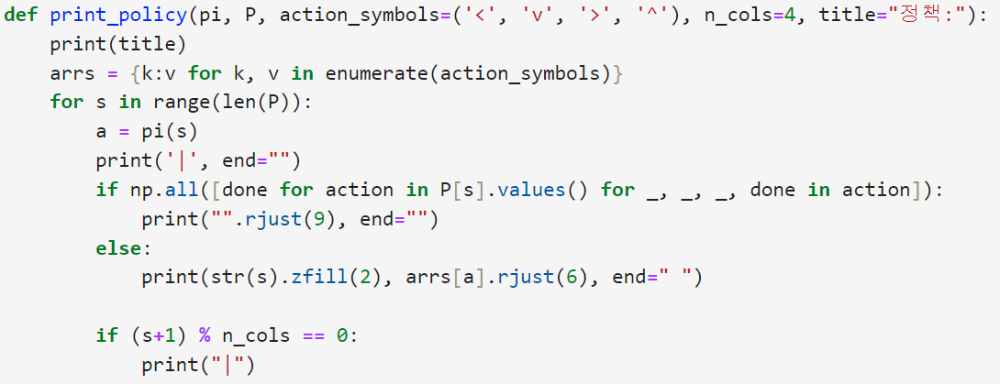 def print_policy(pi, P, action_symbols=('<', 'v', '>', '^'), n_cols=4, title="정책:"):
    print(title)
    arrs = {k:v for k, v in enumerate(action_symbols)}
    for s in range(len(P)):
        a = pi(s)
        print('|', end="")
        if np.all([done for action in P[s].values() for _, _, _, done in action]):
            print("".rjust(9), end="")
        else:
            print(str(s).zfill(2), arrs[a].rjust(6), end=" ")

        if (s+1) % n_cols == 0:
            print("|")